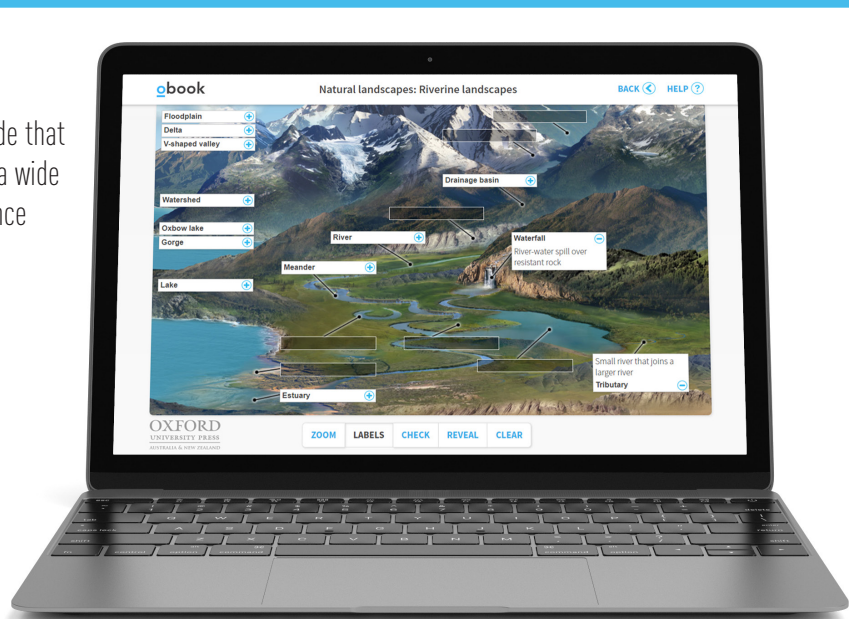 de that
a wide
nce
obook
Natural landscapes: Riverine landscapes
BACK
HELP ?
Floodplain
Delta
V-shaped valley
Watershed
Oxbow lake
Gorge
Lake
Drainage basin
River
Meander
Waterfall
River-water spill over
resistant rock
Small river that joins a
larger river
Tributary
Estuary
OXFORD
UNIVERSITY PRESS
AUSTRALIA & NEW ZEALAND
ZOOM LABELS CHECK REVEAL CLEAR